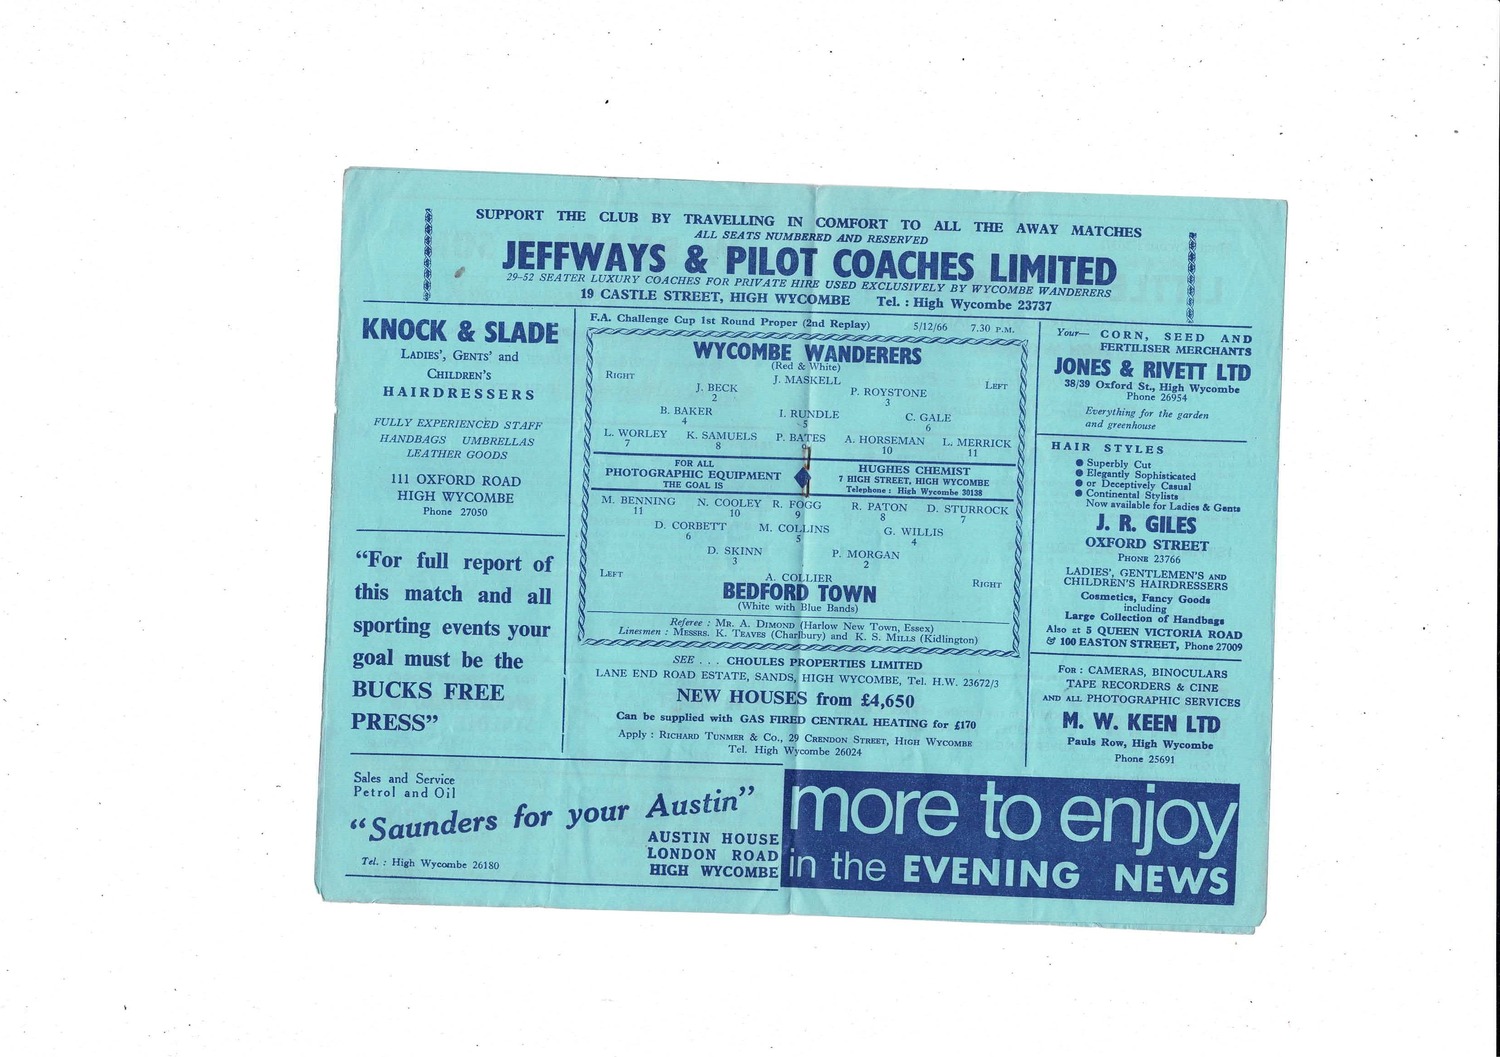 SUPPORT THE CLUB BY TRAVELLING IN COMFORT TO ALL THE AWAY MATCHES
ALL SEATS NUMBERED AND RESERVED
JEFFWAYS & PILOT COACHES LIMITED
29-52 SEATER LUXURY COACHES FOR PRIVATE HIRE USED EXCLUSIVELY BY WYCOMBE WANDERERS
19 CASTLE STREET, HIGH WYCOMBE Tel. : High Wycombe 23737
KNOCK & SLADE
LADIES', GENTS' and
CHILDREN'S
HAIRDRESSERS
FULLY EXPERIENCED STAFF
HANDBAGS UMBRELLAS
LEATHER GOODS
111 OXFORD ROAD
HIGH WYCOMBE
Phone 27050
"For full report of
this match and all
sporting events your
goal must be the
BUCKS FREE
PRESS"
F.A. Challenge Cup 1st Round Proper (2nd Replay) 5/12/66 7.30 P.M.
WYCOMBE WANDERERS
(Red & White)
RIGHT J. MASKELL LEFT
J. BECK P. ROYSTONE
2 3
B. BAKER I. RUNDLE C. GALE
4 5 6
L. WORLEY K. SAMUELS P. BATES A. HORSEMAN L. MERRICK
7 8 9 10 11
FOR ALL
PHOTOGRAPHIC EQUIPMENT
THE GOAL IS
HUGHES CHEMIST
7 HIGH STREET, HIGH WYCOMBE
Telephone : High Wycombe 30138
M. BENNING N. COOLEY R. FOGG R. PATON D. STURROCK
11 10 9 8 7
D. CORBETT M. COLLINS G. WILLIS
6 5 4
D. SKINN P. MORGAN
3 2
LEFT A. COLLIER RIGHT
BEDFORD TOWN
(White with Blue Bands)
Referee : MR. A. DIMOND (Harlow New Town, Essex)
Linesmen : MESSRS. K. TEAVES (Charlbury) and K. S. MILLS (Kidlington)
SEE . . . CHOULES PROPERTIES LIMITED
LANE END ROAD ESTATE, SANDS, HIGH WYCOMBE, Tel. H.W. 23672/3
NEW HOUSES from £4,650
Can be supplied with GAS FIRED CENTRAL HEATING for £170
Apply : RICHARD TUNMER & Co., 29 CRENDON STREET, HIGH WYCOMBE
Tel. High Wycombe 26024
Your— CORN, SEED AND
FERTILISER MERCHANTS
JONES & RIVETT LTD
38/39 Oxford St., High Wycombe
Phone 26954
Everything for the garden
and greenhouse
HAIR STYLES
● Superbly Cut
● Elegantly Sophisticated
● or Deceptively Casual
● Continental Stylists
Now available for Ladies & Gents
J. R. GILES
OXFORD STREET
PHONE 23766
LADIES', GENTLEMEN'S AND
CHILDREN'S HAIRDRESSERS
Cosmetics, Fancy Goods
including
Large Collection of Handbags
Also at 5 QUEEN VICTORIA ROAD
& 100 EASTON STREET, Phone 27009
FOR : CAMERAS, BINOCULARS
TAPE RECORDERS & CINE
AND ALL PHOTOGRAPHIC SERVICES
M. W. KEEN LTD
Pauls Row, High Wycombe
Phone 25691
Sales and Service
Petrol and Oil
"Saunders for your Austin"
AUSTIN HOUSE
LONDON ROAD
HIGH WYCOMBE
Tel. : High Wycombe 26180
more to enjoy
in the EVENING NEWS